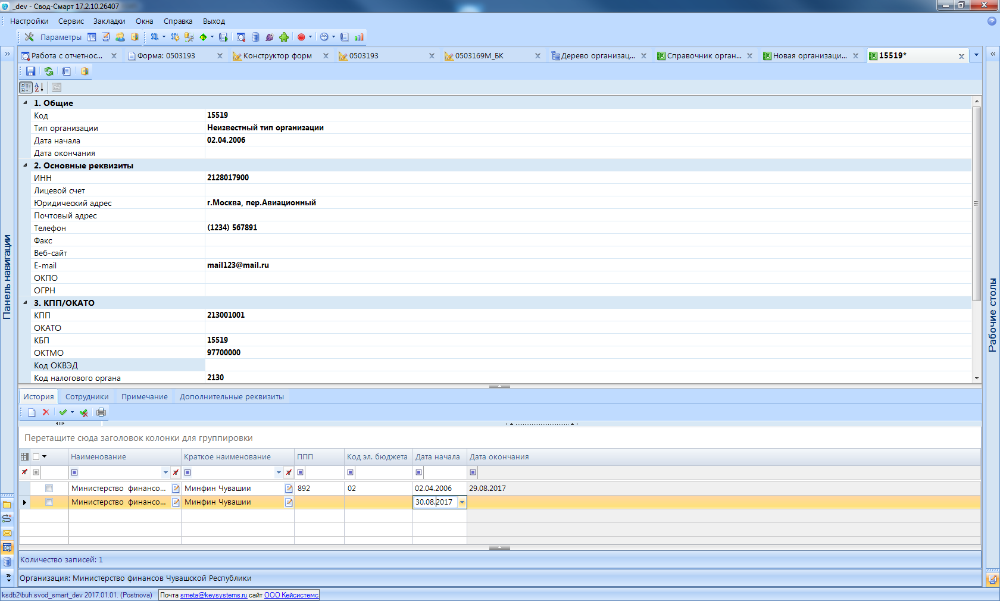 _dev - Свод-Смарт 17.2.10.26407
Настройки Сервис Закладки Окна Справка Выход
Параметры SQL
Работа с отчетнос... Форма: 0503193 Конструктор форм 0503193 0503169М_БК Дерево организац... Справочник орган... Новая организаци... 15519*
1. Общие
Код 15519
Тип организации Неизвестный тип организации
Дата начала 02.04.2006
Дата окончания
2. Основные реквизиты
ИНН 2128017900
Лицевой счет
Юридический адрес г.Москва, пер.Авиационный
Почтовый адрес
Телефон (1234) 567891
Факс
Веб-сайт
E-mail mail123@mail.ru
ОКПО
ОГРН
3. КПП/ОКАТО
КПП 213001001
ОКАТО
КБП 15519
ОКТМО 97700000
Код ОКВЭД
Код налогового органа 2130
Панель навигации
Рабочие столы
История Сотрудники Примечание Дополнительные реквизиты
Перетащите сюда заголовок колонки для группировки
Наименование Краткое наименование ППП Код эл. бюджета Дата начала Дата окончания
Министерство финансо... Минфин Чувашии 892 02 02.04.2006 29.08.2017
Министерство финансо... Минфин Чувашии 30.08.2017
Количество записей: 1
Организация: Министерство финансов Чувашской Республики
ksdb2\buh.svod_smart_dev 2017.01.01. (Postnova) Почта smeta@keysystems.ru сайт ООО Кейсистемс